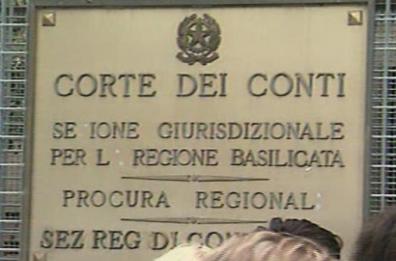 CORTE DEI CONTI
SE IONE GIURISDIZIONALE
PER L REGIONE BASILICATA
PROCURA REGIONAL
SEZ REG DI